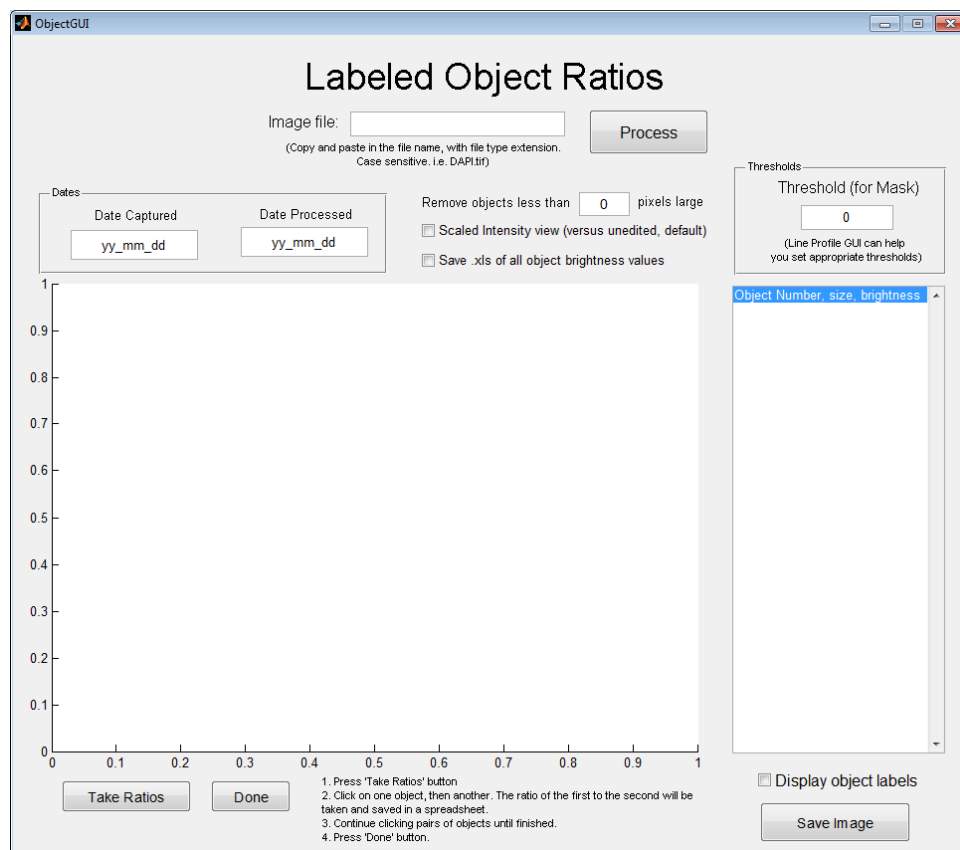 ObjectGUI
Labeled Object Ratios
Image file:
Process
(Copy and paste in the file name, with file type extension.
Case sensitive. i.e. DAPI.tif)
Dates
Date Captured
Date Processed
yy_mm_dd
yy_mm_dd
Remove objects less than 0 pixels large
Scaled Intensity view (versus unedited, default)
Save .xls of all object brightness values
Thresholds
Threshold (for Mask)
0
(Line Profile GUI can help
you set appropriate thresholds)
Object Number, size, brightness
1
0.9
0.8
0.7
0.6
0.5
0.4
0.3
0.2
0.1
0
0 0.1 0.2 0.3 0.4 0.5 0.6 0.7 0.8 0.9 1
Take Ratios
Done
1. Press 'Take Ratios' button
2. Click on one object, then another. The ratio of the first to the second will be
taken and saved in a spreadsheet.
3. Continue clicking pairs of objects until finished.
4. Press 'Done' button.
Display object labels
Save Image